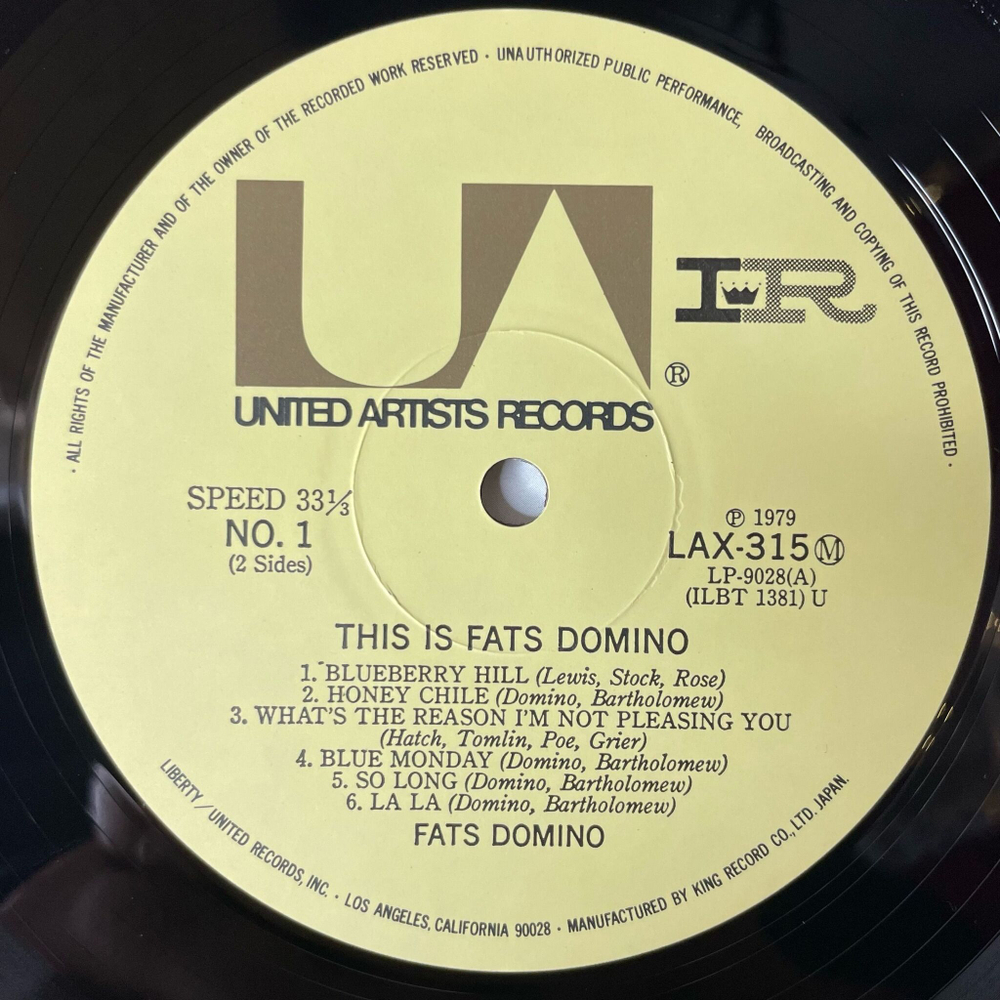 · ALL RIGHTS OF THE MANUFACTURER AND OF THE OWNER OF THE RECORDED WORK RESERVED · UNAUTHORIZED PUBLIC PERFORMANCE, BROADCASTING AND COPYING OF THIS RECORD PROHIBITED ·
UA
IR
®
UNITED ARTISTS RECORDS
SPEED 33⅓
NO. 1
(2 Sides)
℗ 1979
LAX-315 Ⓜ
LP-9028(A)
(ILBT 1381) U
THIS IS FATS DOMINO
1. BLUEBERRY HILL (Lewis, Stock, Rose)
2. HONEY CHILE (Domino, Bartholomew)
3. WHAT'S THE REASON I'M NOT PLEASING YOU
(Hatch, Tomlin, Poe, Grier)
4. BLUE MONDAY (Domino, Bartholomew)
5. SO LONG (Domino, Bartholomew)
6. LA LA (Domino, Bartholomew)
FATS DOMINO
LIBERTY/UNITED RECORDS, INC. · LOS ANGELES, CALIFORNIA 90028 · MANUFACTURED BY KING RECORD CO., LTD. JAPAN.